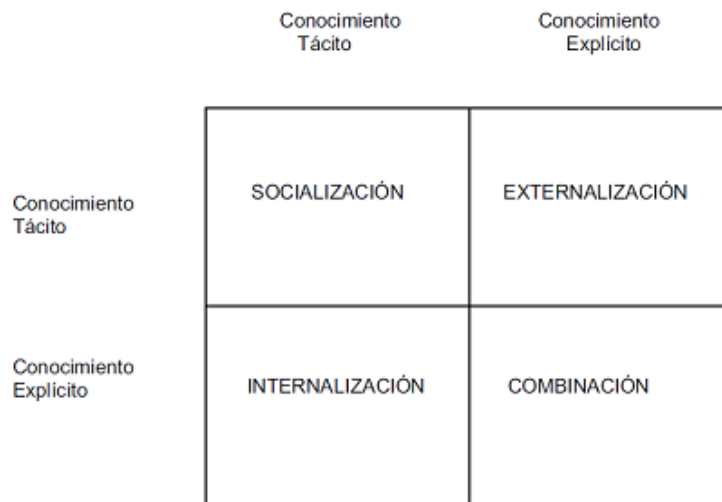 Conocimiento
Tácito
Conocimiento
Explícito
Conocimiento
Tácito
SOCIALIZACIÓN
EXTERNALIZACIÓN
Conocimiento
Explícito
INTERNALIZACIÓN
COMBINACIÓN